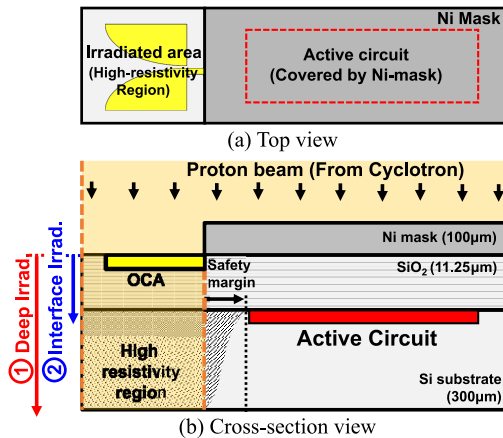 Ni Mask
Irradiated area
(High-resistivity
Region)
Active circuit
(Covered by Ni-mask)
(a) Top view
Proton beam (From Cyclotron)
Ni mask (100μm)
SiO2 (11.25μm)
OCA
Safety
margin
① Deep Irrad.
② Interface Irrad.
Active Circuit
High
resistivity
region
Si substrate
(300μm)
(b) Cross-section view